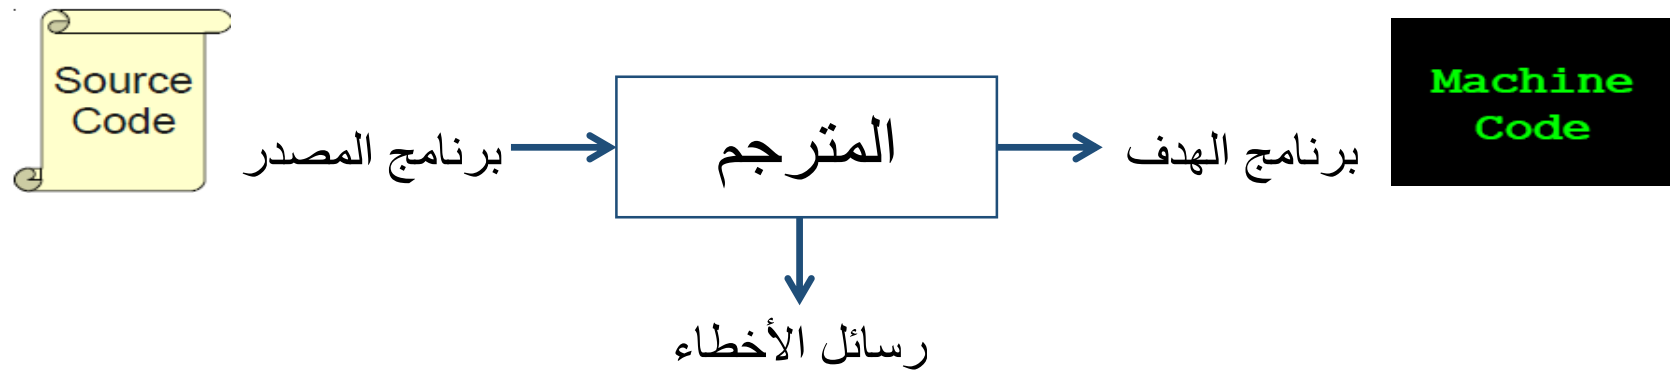 Source
Code
برنامج المصدر
المترجم
برنامج الهدف
Machine
Code
رسائل الأخطاء